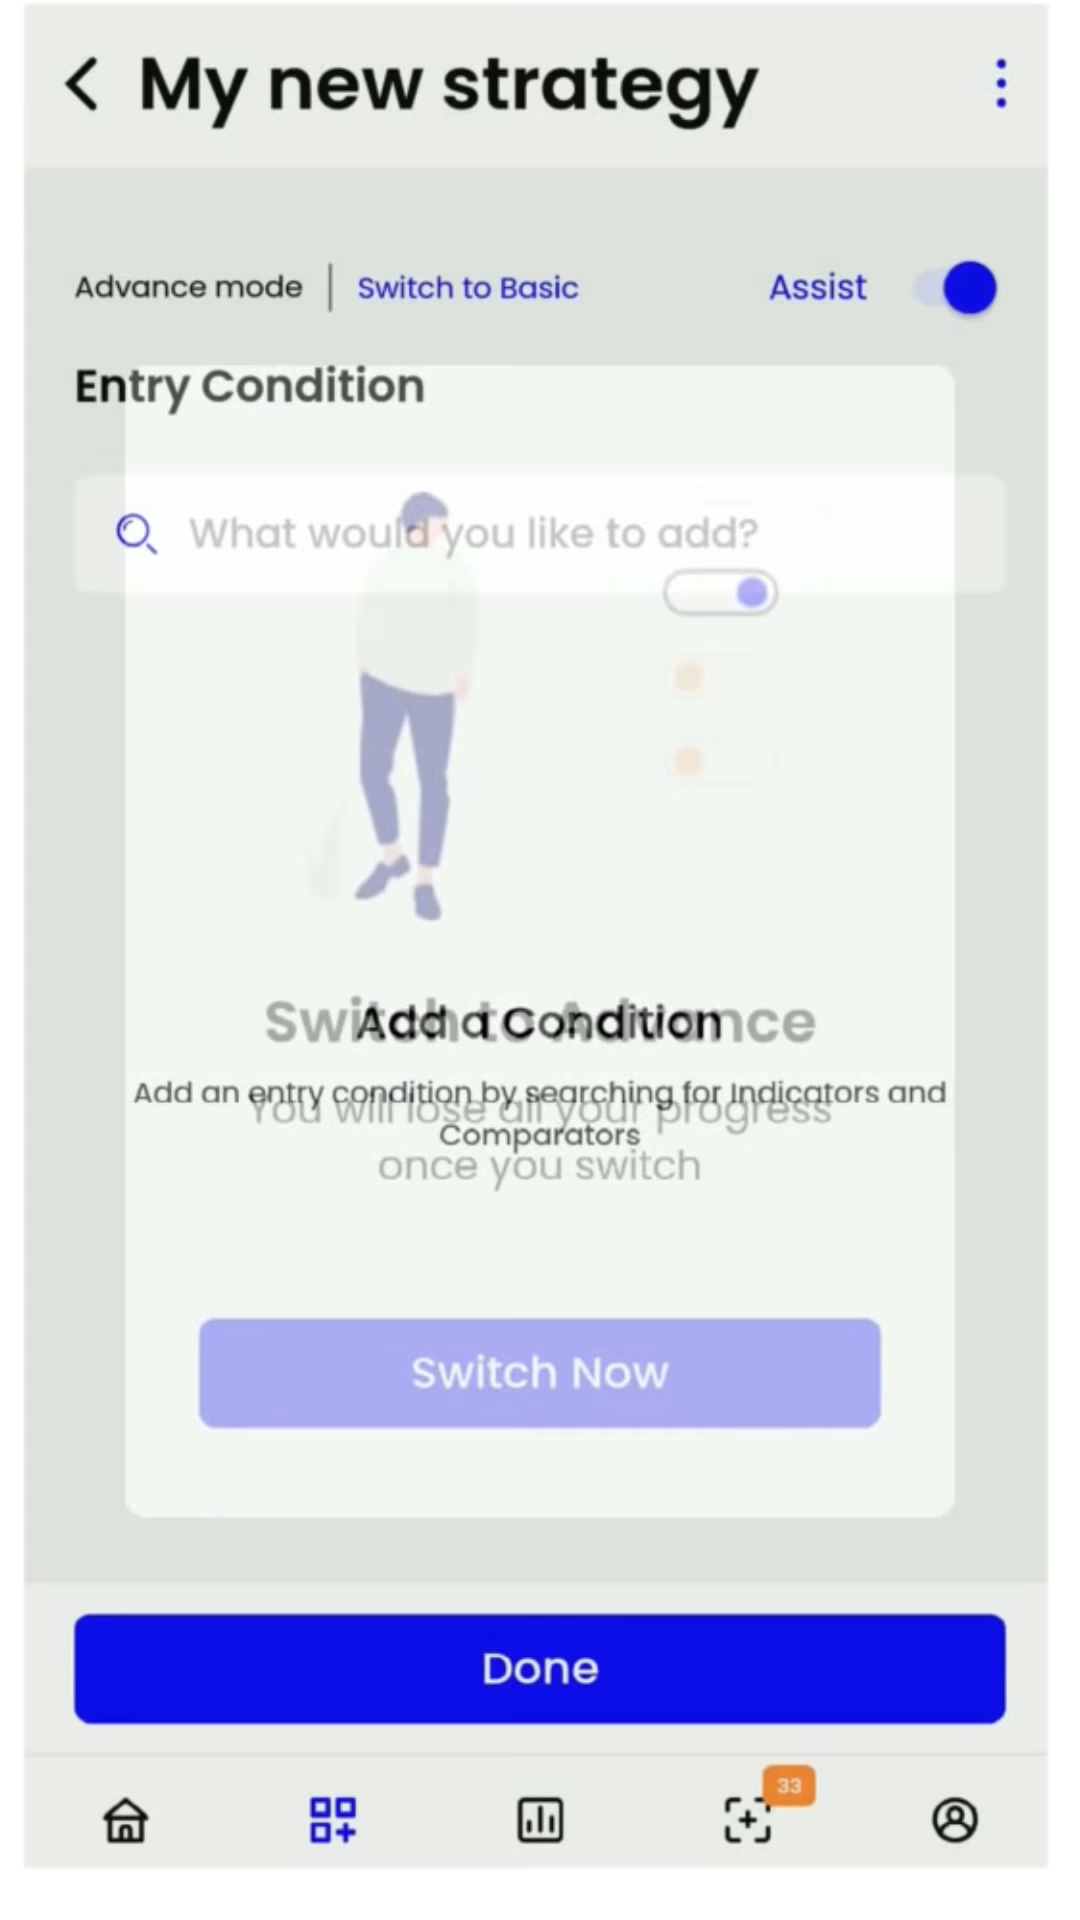 My new strategy
Advance mode | Switch to Basic
Assist
Entry Condition
What would you like to add?
Switch to Advance
Add a Condition
Add an entry condition by searching for Indicators and
Comparators
You will lose all your progress
once you switch
Switch Now
Done
33